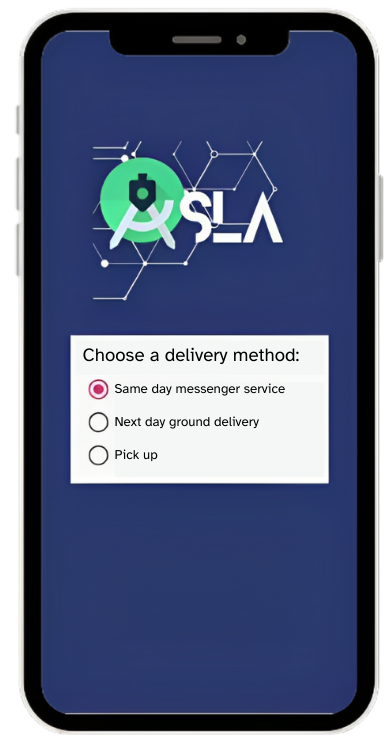 ASLA
Choose a delivery method:
Same day messenger service
Next day ground delivery
Pick up